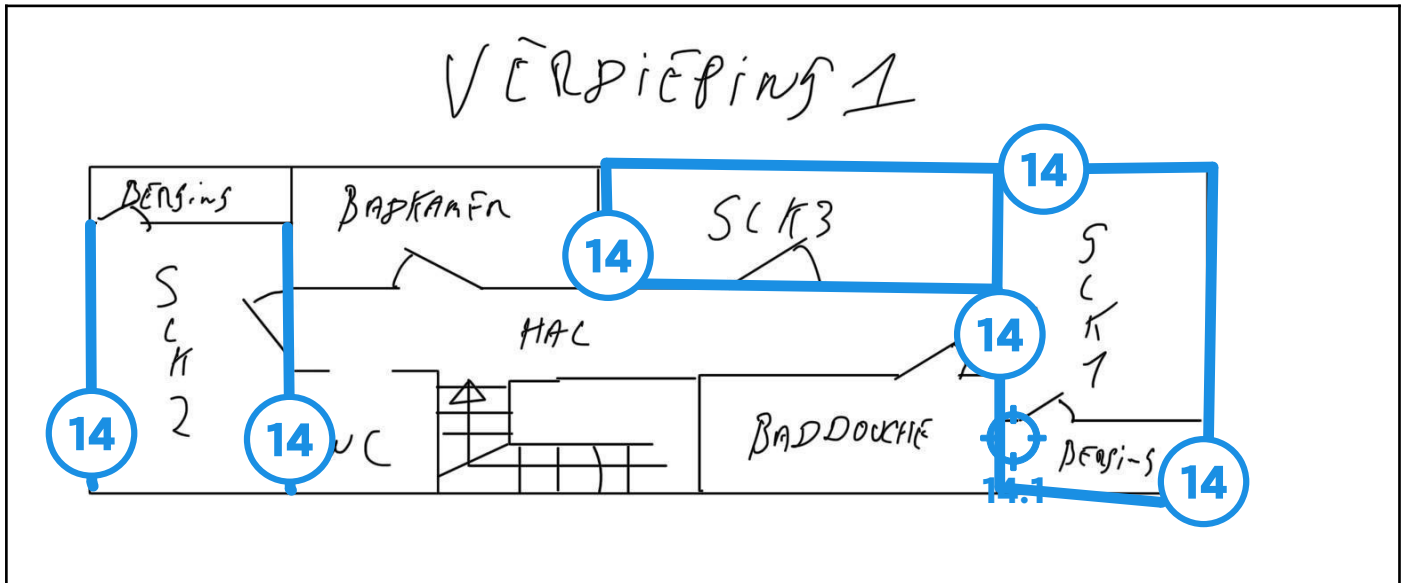 VERDIEPING 1
14
BERGING
BADKAMER
SLK3
14
SLK1
SLK2
HAL
14
14
14
WC
BADDOUCHE
BERGING
14
14.1